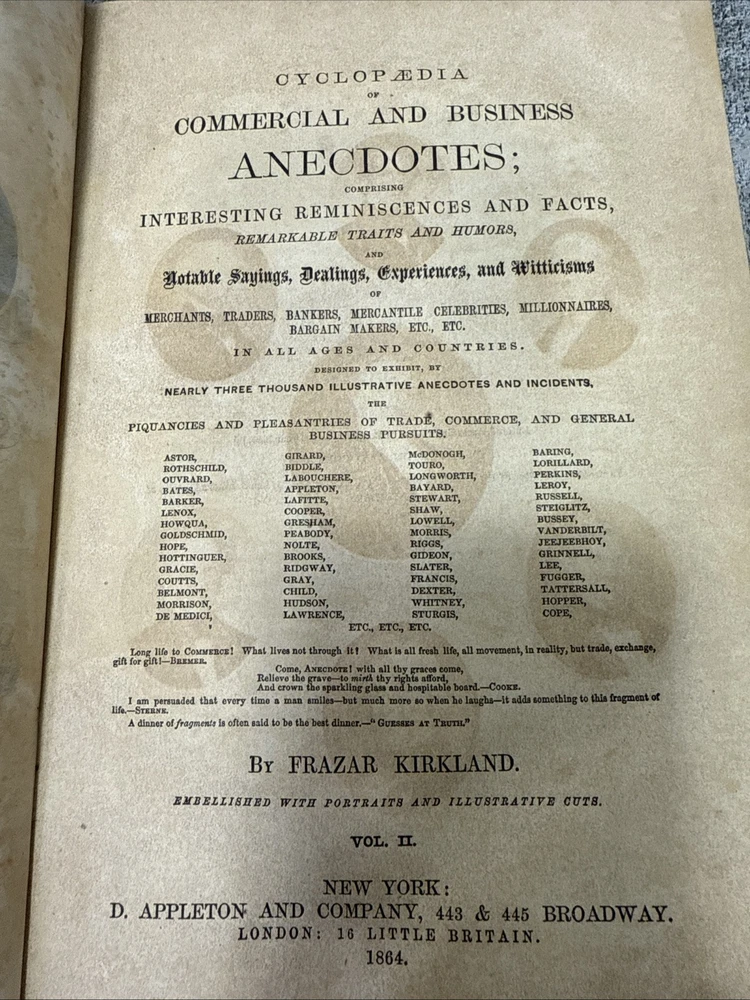 CYCLOPÆDIA
OF
COMMERCIAL AND BUSINESS
ANECDOTES;
COMPRISING
INTERESTING REMINISCENCES AND FACTS,
REMARKABLE TRAITS AND HUMORS,
AND
Notable Sayings, Dealings, Experiences, and Witticisms
OF
MERCHANTS, TRADERS, BANKERS, MERCANTILE CELEBRITIES, MILLIONNAIRES,
BARGAIN MAKERS, ETC., ETC.
IN ALL AGES AND COUNTRIES.
DESIGNED TO EXHIBIT, BY
NEARLY THREE THOUSAND ILLUSTRATIVE ANECDOTES AND INCIDENTS,
THE
PIQUANCIES AND PLEASANTRIES OF TRADE, COMMERCE, AND GENERAL
BUSINESS PURSUITS.
ASTOR,
ROTHSCHILD,
OUVRARD,
BATES,
BARKER,
LENOX,
HOWQUA,
GOLDSCHMID,
HOPE,
HOTTINGUER,
GRACIE,
COUTTS,
BELMONT,
MORRISON,
DE MEDICI,
GIRARD,
BIDDLE,
LABOUCHERE,
APPLETON,
LAFITTE,
COOPER,
GRESHAM,
PEABODY,
NOLTE,
BROOKS,
RIDGWAY,
GRAY,
CHILD,
HUDSON,
LAWRENCE,
McDONOGH,
TOURO,
LONGWORTH,
BAYARD,
STEWART,
SHAW,
LOWELL,
MORRIS,
RIGGS,
GIDEON,
SLATER,
FRANCIS,
DEXTER,
WHITNEY,
STURGIS,
BARING,
LORILLARD,
PERKINS,
LEROY,
RUSSELL,
STEIGLITZ,
BUSSEY,
VANDERBILT,
JEEJEEBHOY,
GRINNELL,
LEE,
FUGGER,
TATTERSALL,
HOPPER,
COPE,
ETC., ETC., ETC.
Long life to COMMERCE! What lives not through it! What is all fresh life, all movement, in reality, but trade, exchange,
gift for gift!—BREMER.
Come, ANECDOTE! with all thy graces come,
Relieve the grave—to mirth thy rights afford,
And crown the sparkling glass and hospitable board.—COOKE.
I am persuaded that every time a man smiles—but much more so when he laughs—it adds something to this fragment of
life.—STERNE.
A dinner of fragments is often said to be the best dinner.—"GUESSES AT TRUTH."
BY FRAZAR KIRKLAND.
EMBELLISHED WITH PORTRAITS AND ILLUSTRATIVE CUTS.
VOL. II.
NEW YORK:
D. APPLETON AND COMPANY, 443 & 445 BROADWAY.
LONDON: 16 LITTLE BRITAIN.
1864.